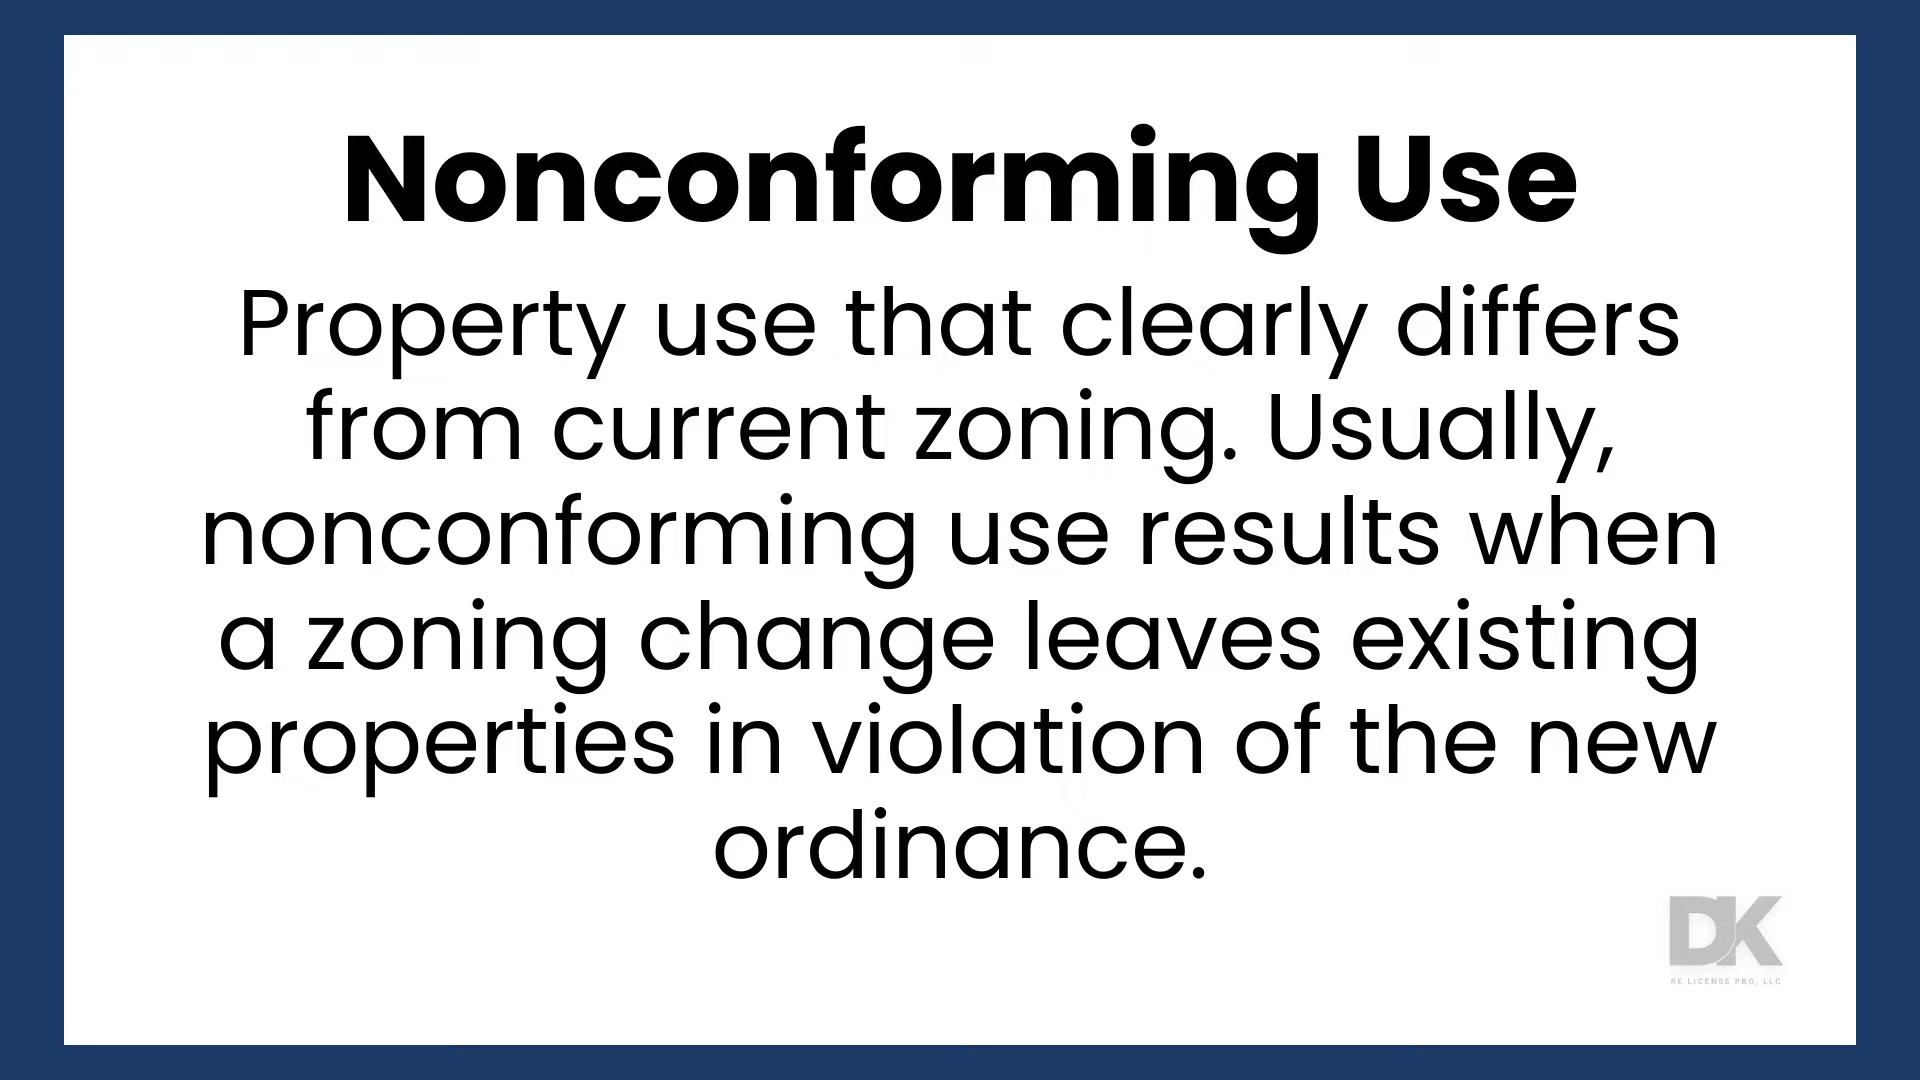 Nonconforming Use
Property use that clearly differs
from current zoning. Usually,
nonconforming use results when
a zoning change leaves existing
properties in violation of the new
ordinance.
DK
RE LICENSE PRO, LLC